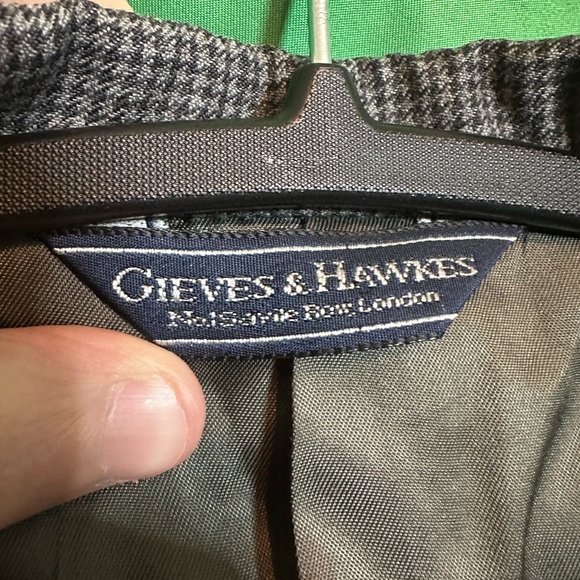 GIEVES & HAWKES
No1 Savile Row, London